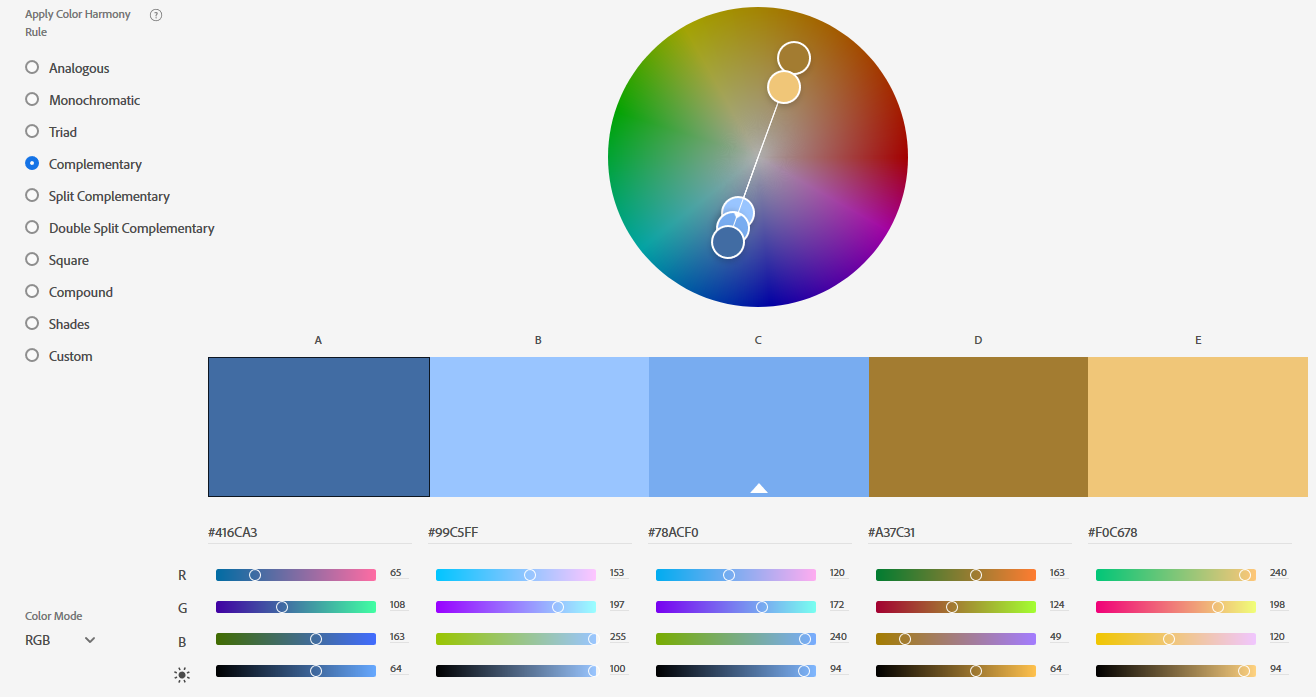 Apply Color Harmony ?
Rule
Analogous
Monochromatic
Triad
Complementary
Split Complementary
Double Split Complementary
Square
Compound
Shades
Custom
A B C D E
#416CA3 #99C5FF #78ACF0 #A37C31 #F0C678
R 65 153 120 163 240
G 108 197 172 124 198
Color Mode
RGB
B 163 255 240 49 120
64 100 94 64 94